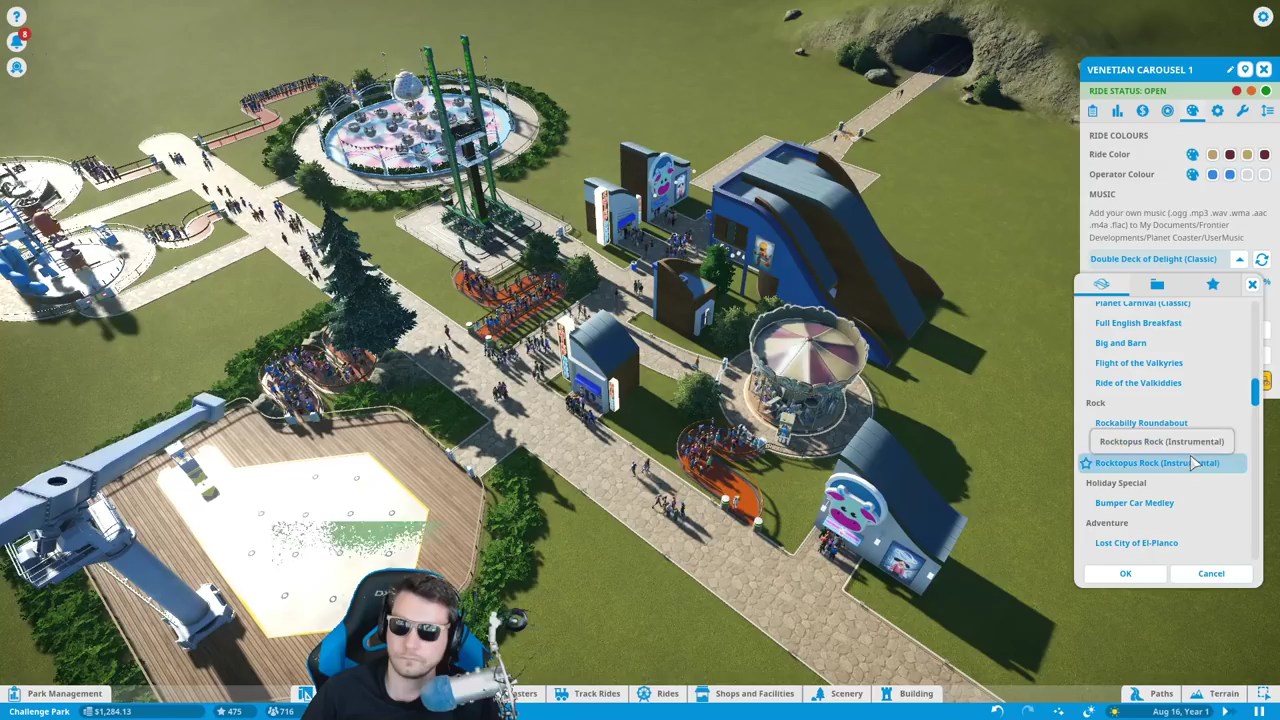 ?
8
VENETIAN CAROUSEL 1
RIDE STATUS: OPEN
RIDE COLOURS
Ride Color
Operator Colour
MUSIC
Add your own music (.ogg .mp3 .wav .wma .aac
.m4a .flac) to My Documents/Frontier
Developments/Planet Coaster/UserMusic
Double Deck of Delight (Classic)
%
Planet Carnival (Classic)
Full English Breakfast
Big and Barn
Flight of the Valkyries
Ride of the Valkiddies
Rock
Rockabilly Roundabout
Rocktopus Rock (Instrumental)
Rocktopus Rock (Instrumental)
Holiday Special
Bumper Car Medley
Adventure
Lost City of El-Planco
OK
Cancel
Park Management
Track Rides
Rides
Shops and Facilities
Scenery
Building
Paths
Terrain
Challenge Park
$1,284.13
475
716
Aug 16, Year 1